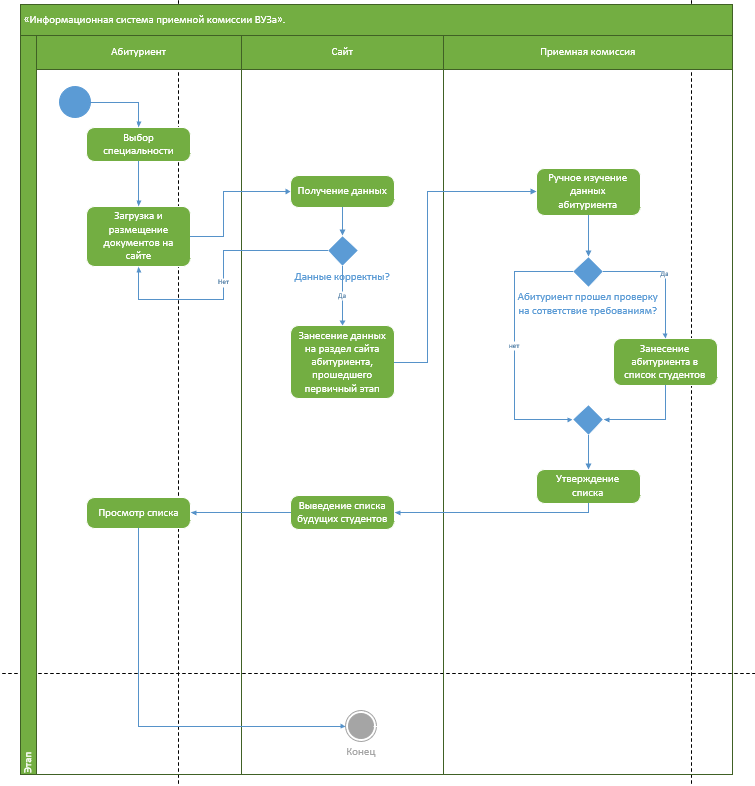 «Информационная система приемной комиссии ВУЗа».
Абитуриент
Сайт
Приемная комиссия
Выбор
специальности
Загрузка и
размещение
документов на
сайте
Получение данных
Ручное изучение
данных
абитуриента
Нет
Данные корректны?
Да
Да
Абитуриент прошел проверку
на сответствие требованиям?
нет
Занесение данных
на раздел сайта
абитуриента,
прошедшего
первичный этап
Занесение
абитуриента в
список студентов
Утверждение
списка
Выведение списка
будущих студентов
Просмотр списка
Конец
Этап